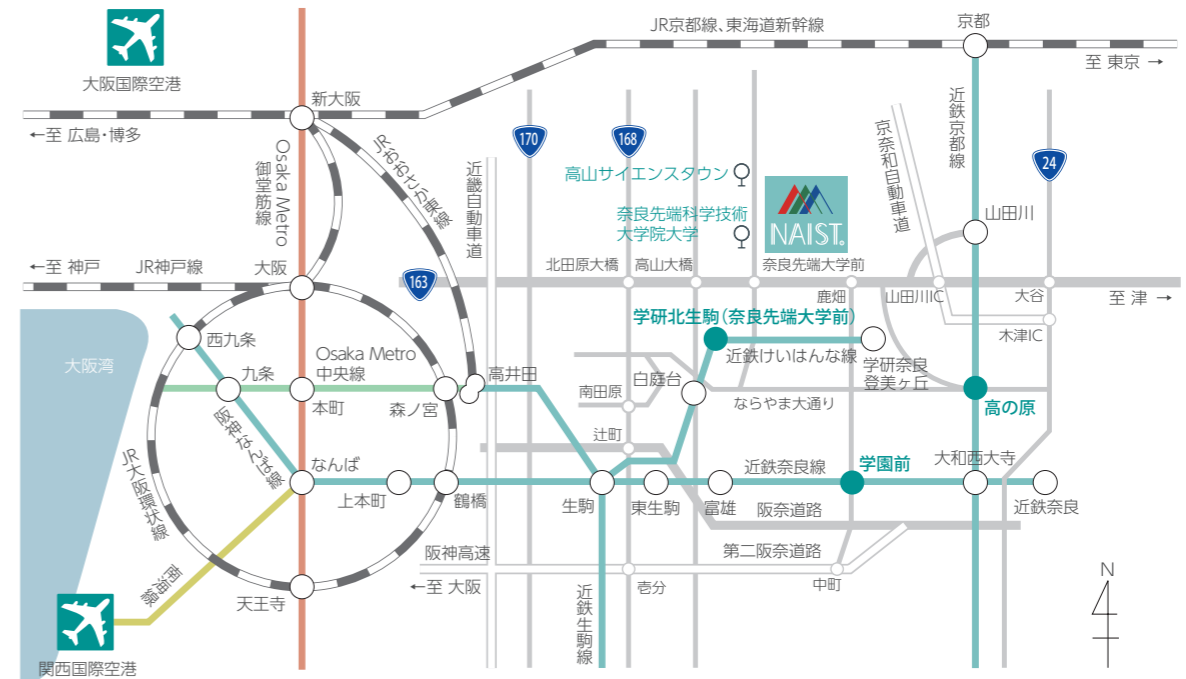 JR京都線、東海道新幹線
京都
至 東京 →
大阪国際空港
新大阪
←至 広島・博多
Osaka Metro
御堂筋線
JRおおさか東線
近畿自動車道
170
168
24
163
高山サイエンスタウン
奈良先端科学技術
大学院大学
NAIST®
京奈和自動車道
近鉄京都線
山田川
←至 神戸
JR神戸線
大阪
北田原大橋
高山大橋
奈良先端大学前
鹿畑
山田川IC
大谷
至 津 →
木津IC
学研北生駒(奈良先端大学前)
近鉄けいはんな線
学研奈良
登美ヶ丘
大阪湾
西九条
九条
Osaka Metro
中央線
本町
森ノ宮
高井田
白庭台
南田原
ならやま大通り
高の原
辻町
阪神なんば線
JR大阪環状線
なんば
上本町
鶴橋
生駒
東生駒
富雄
近鉄奈良線
学園前
大和西大寺
近鉄奈良
阪奈道路
第二阪奈道路
阪神高速
←至 大阪
壱分
中町
近鉄生駒線
南海線
天王寺
関西国際空港
N